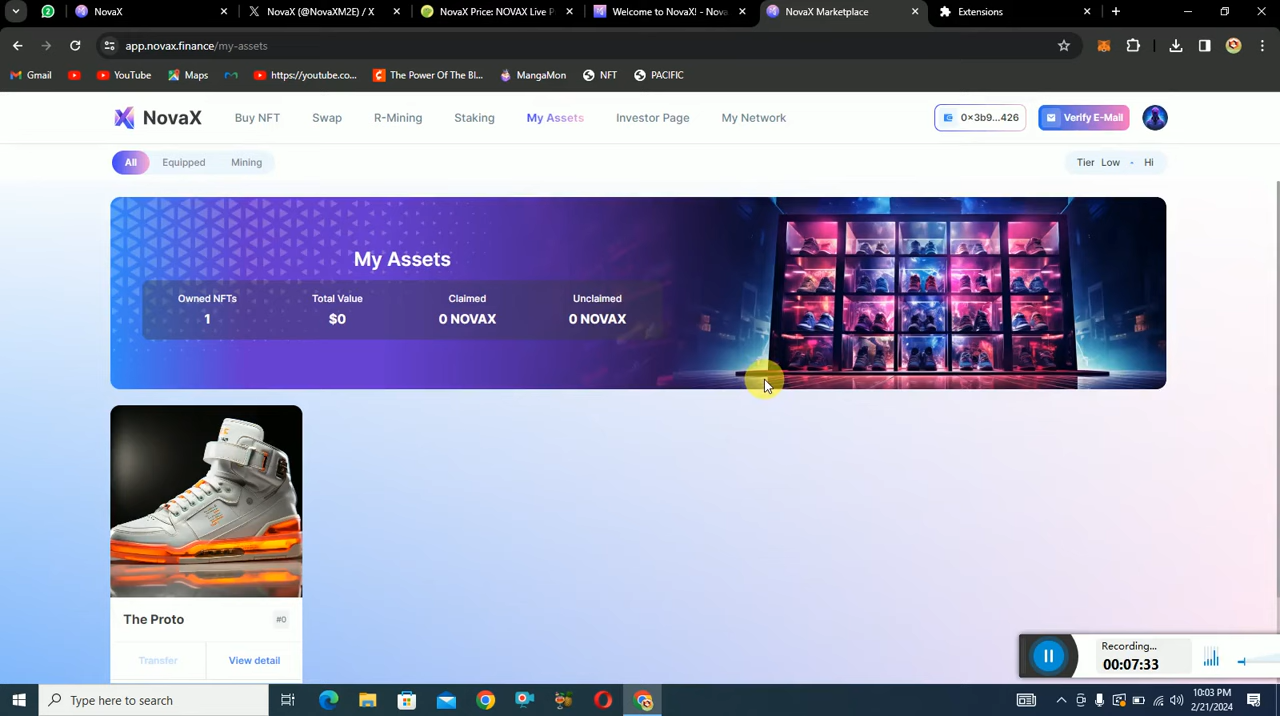 NovaX
NovaX (@NovaXM2E) / X
NovaX Price: NOVAX Live P
Welcome to NovaX! - Nova
NovaX Marketplace
Extensions
app.novax.finance/my-assets
Gmail
YouTube
Maps
https://youtube.co...
The Power Of The Bl...
MangaMon
NFT
PACIFIC
NovaX
Buy NFT
Swap
R-Mining
Staking
My Assets
Investor Page
My Network
0×3b9...426
Verify E-Mail
All
Equipped
Mining
Tier Low - Hi
My Assets
Owned NFTs
Total Value
Claimed
Unclaimed
1
$0
0 NOVAX
0 NOVAX
The Proto
#0
Transfer
View detail
Recording...
00:07:33
Type here to search
10:03 PM
2/21/2024